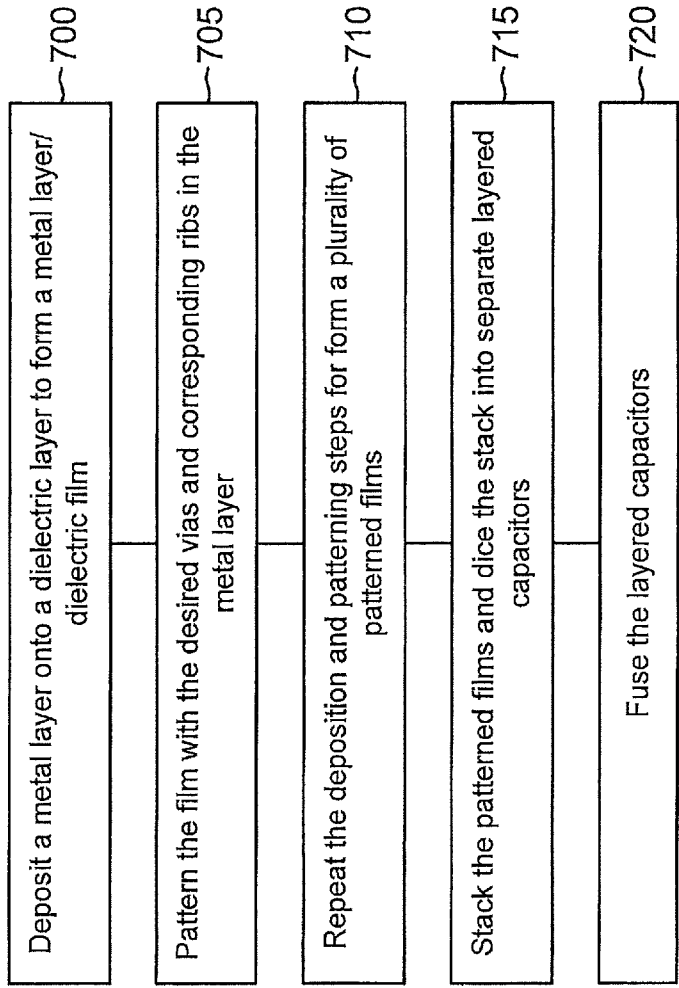 Deposit a metal layer onto a dielectric layer to form a metal layer/
dielectric film
700
Pattern the film with the desired vias and corresponding ribs in the
metal layer
705
Repeat the deposition and patterning steps for form a plurality of
patterned films
710
Stack the patterned films and dice the stack into separate layered
capacitors
715
Fuse the layered capacitors
720